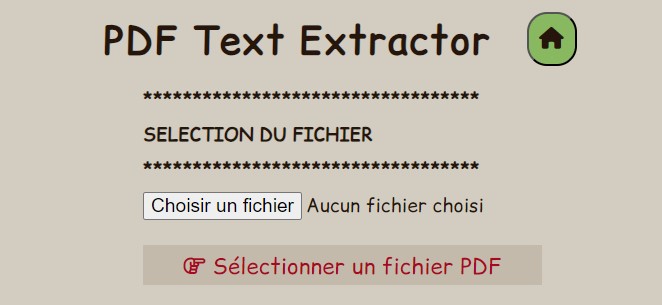 PDF Text Extractor
***********************************
SELECTION DU FICHIER
***********************************
Choisir un fichier Aucun fichier choisi
☞ Sélectionner un fichier PDF